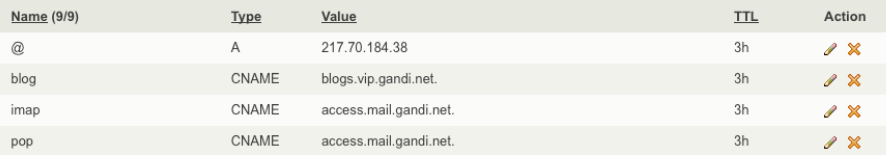 Name (9/9) Type Value TTL Action
@ A 217.70.184.38 3h
blog CNAME blogs.vip.gandi.net. 3h
imap CNAME access.mail.gandi.net. 3h
pop CNAME access.mail.gandi.net. 3h